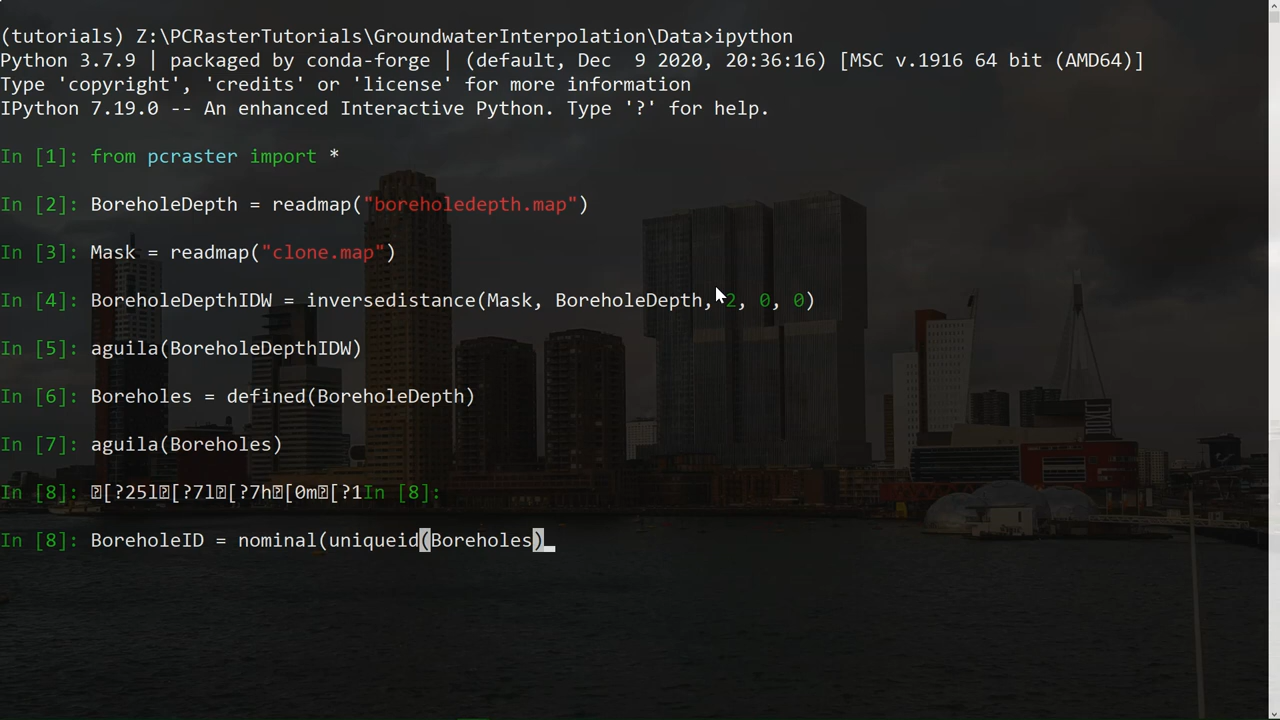 (tutorials) Z:\PCRasterTutorials\GroundwaterInterpolation\Data>ipython
Python 3.7.9 | packaged by conda-forge | (default, Dec  9 2020, 20:36:16) [MSC v.1916 64 bit (AMD64)]
Type 'copyright', 'credits' or 'license' for more information
IPython 7.19.0 -- An enhanced Interactive Python. Type '?' for help.
In [1]: from pcraster import *
In [2]: BoreholeDepth = readmap("boreholedepth.map")
In [3]: Mask = readmap("clone.map")
In [4]: BoreholeDepthIDW = inversedistance(Mask, BoreholeDepth, 2, 0, 0)
In [5]: aguila(BoreholeDepthIDW)
In [6]: Boreholes = defined(BoreholeDepth)
In [7]: aguila(Boreholes)
In [8]: [?25l[?7l[?7h[0m[?1In [8]:
In [8]: BoreholeID = nominal(uniqueid(Boreholes)